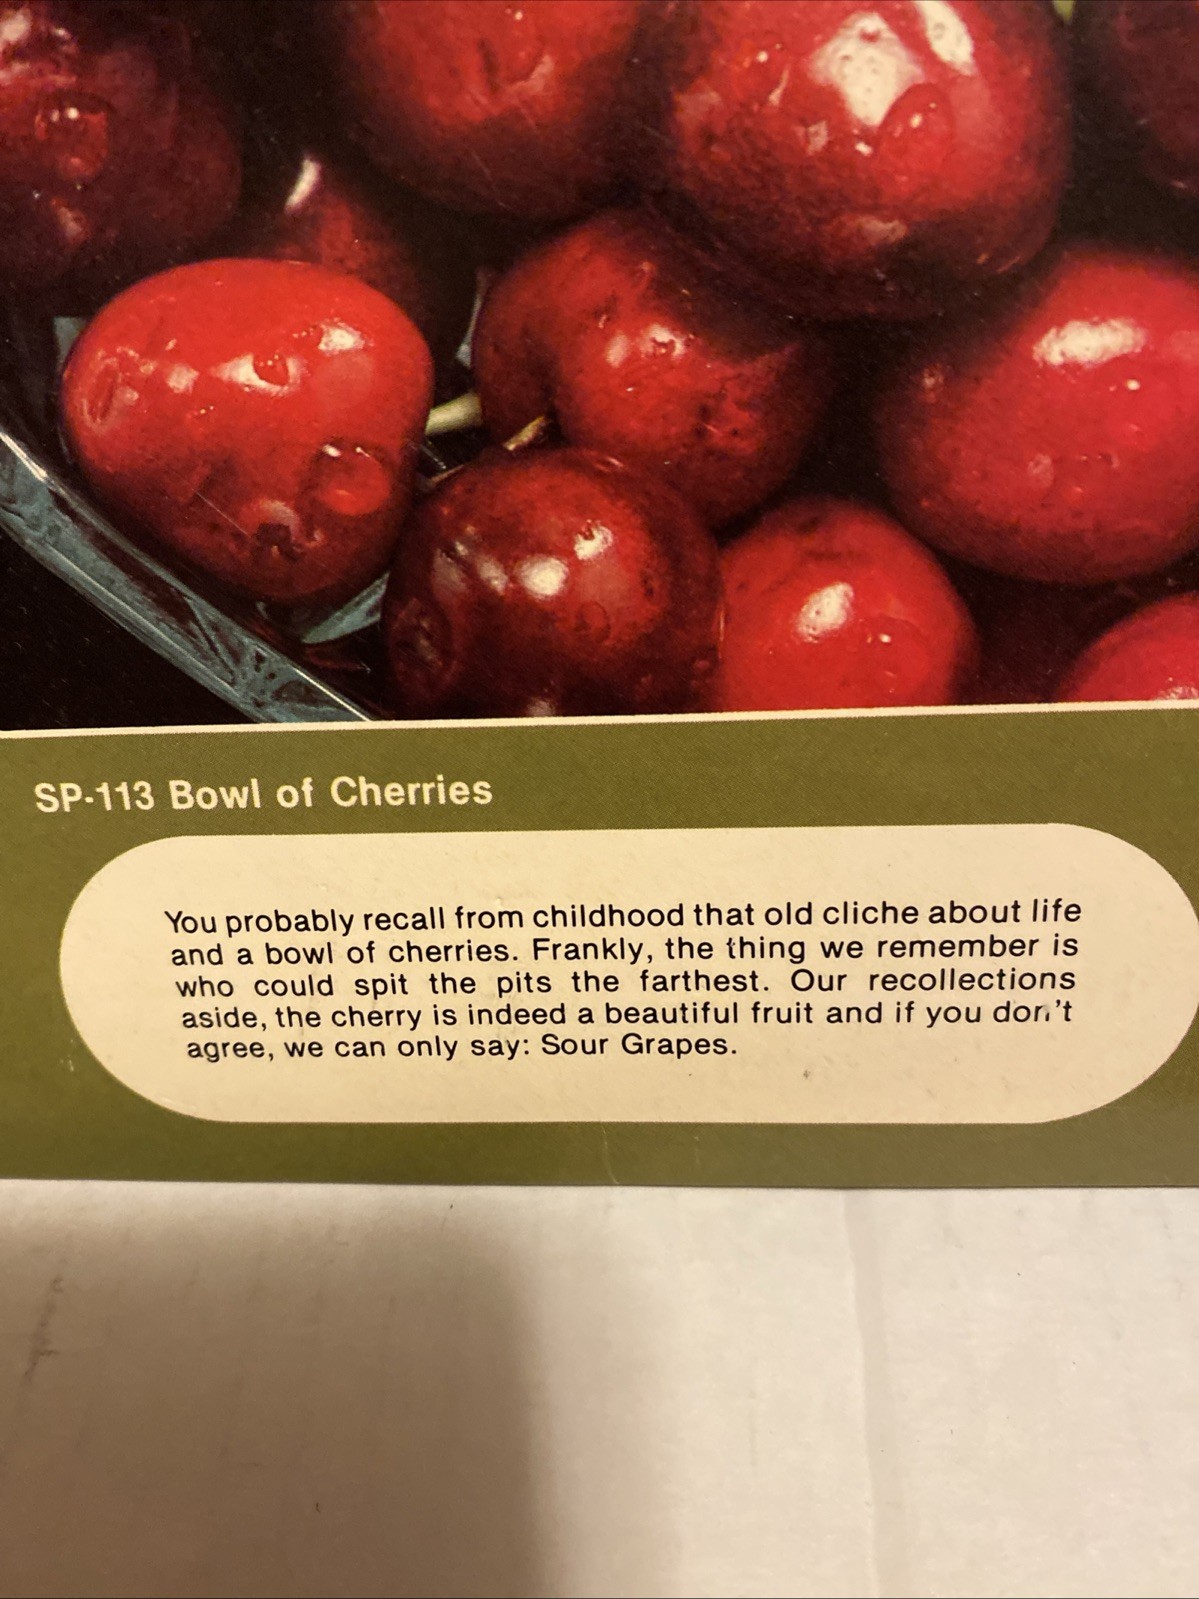 SP-113 Bowl of Cherries
You probably recall from childhood that old cliche about life
and a bowl of cherries. Frankly, the thing we remember is
who could spit the pits the farthest. Our recollections
aside, the cherry is indeed a beautiful fruit and if you don't
agree, we can only say: Sour Grapes.